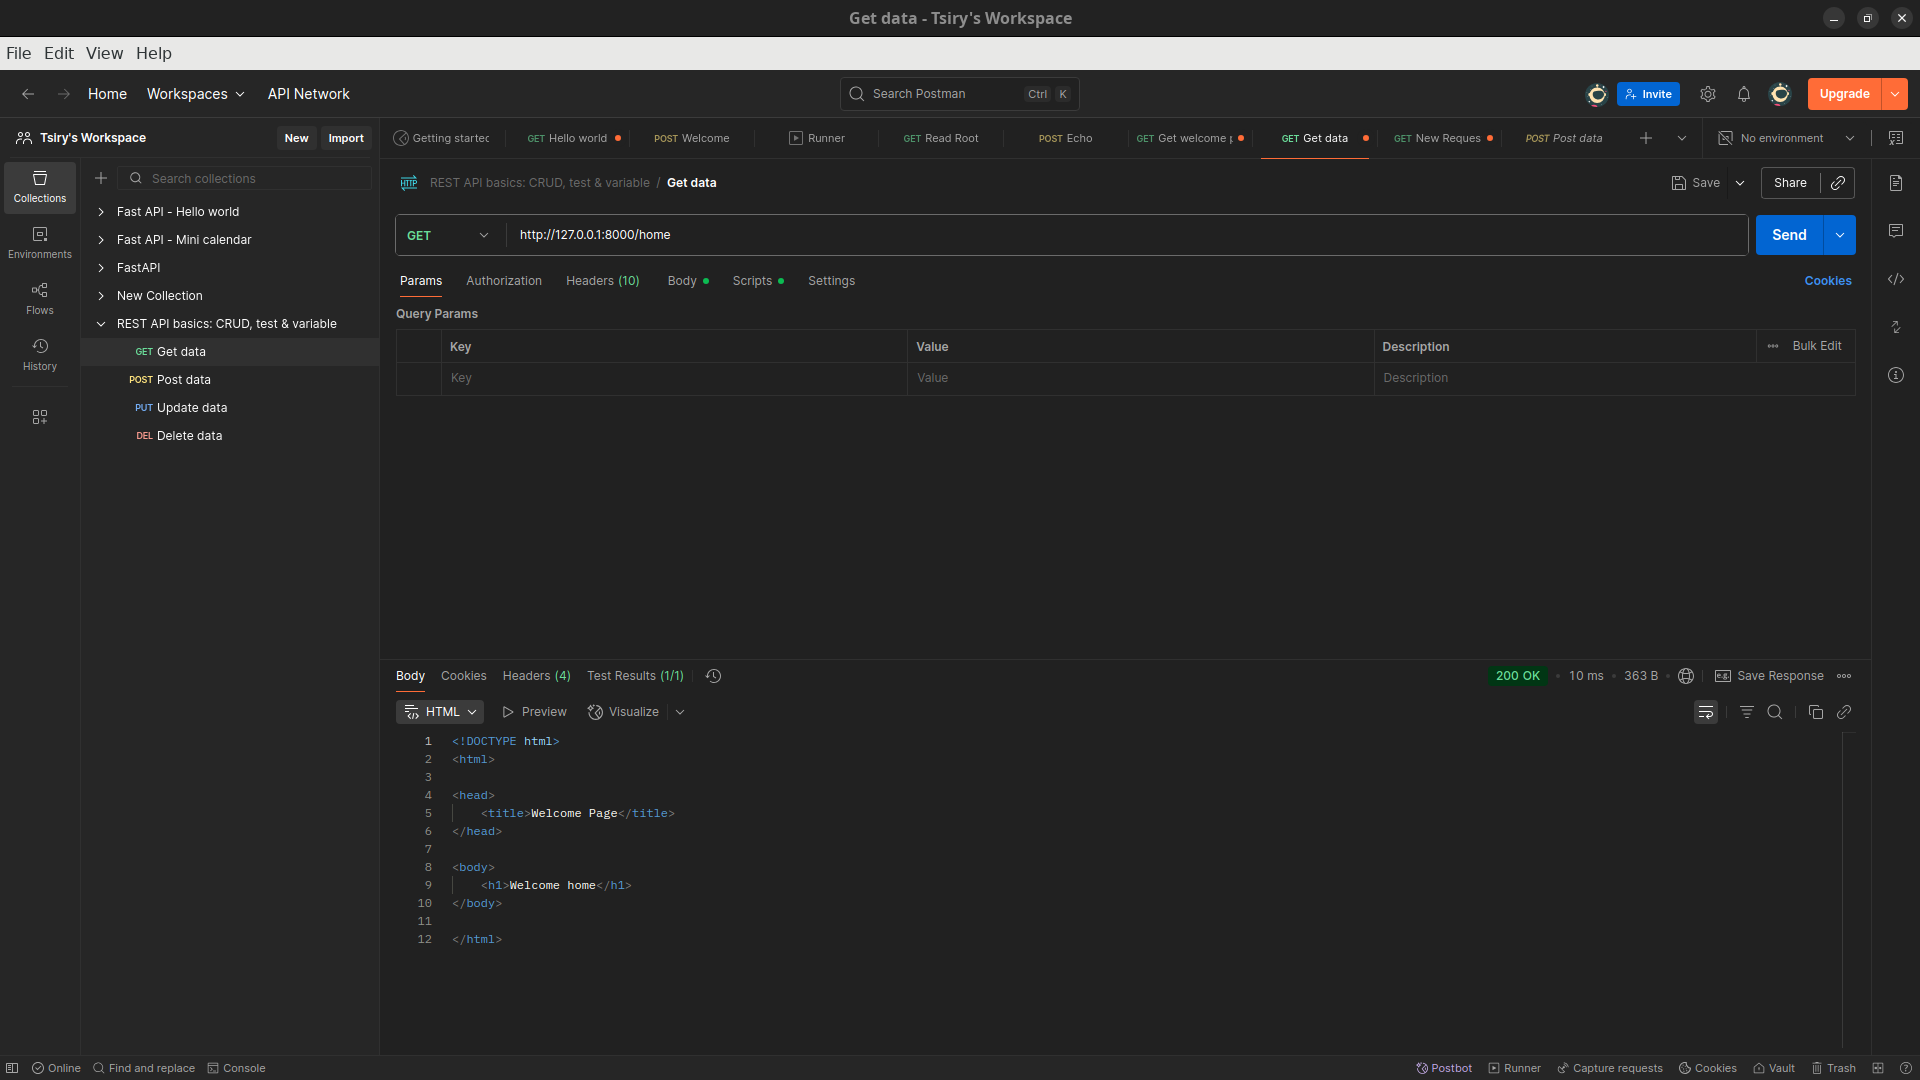 Get data - Tsiry's Workspace
File Edit View Help
Home Workspaces API Network Search Postman Ctrl K Invite Upgrade
Tsiry's Workspace New Import
Getting started GET Hello world POST Welcome Runner GET Read Root POST Echo GET Get welcome GET Get data GET New Reques POST Post data No environment
Collections
Environments
Flows
History
Search collections
Fast API - Hello world
Fast API - Mini calendar
FastAPI
New Collection
REST API basics: CRUD, test & variable
GET Get data
POST Post data
PUT Update data
DEL Delete data
HTTP REST API basics: CRUD, test & variable / Get data Save Share
GET http://127.0.0.1:8000/home Send
Params Authorization Headers (10) Body Scripts Settings Cookies
Query Params
Key Value Description Bulk Edit
Key Value Description
Body Cookies Headers (4) Test Results (1/1) 200 OK 10 ms 363 B e.g. Save Response
HTML Preview Visualize
1 <!DOCTYPE html>
2 <html>
3
4 <head>
5 <title>Welcome Page</title>
6 </head>
7
8 <body>
9 <h1>Welcome home</h1>
10 </body>
11
12 </html>
Online Find and replace Console Postbot Runner Capture requests Cookies Vault Trash